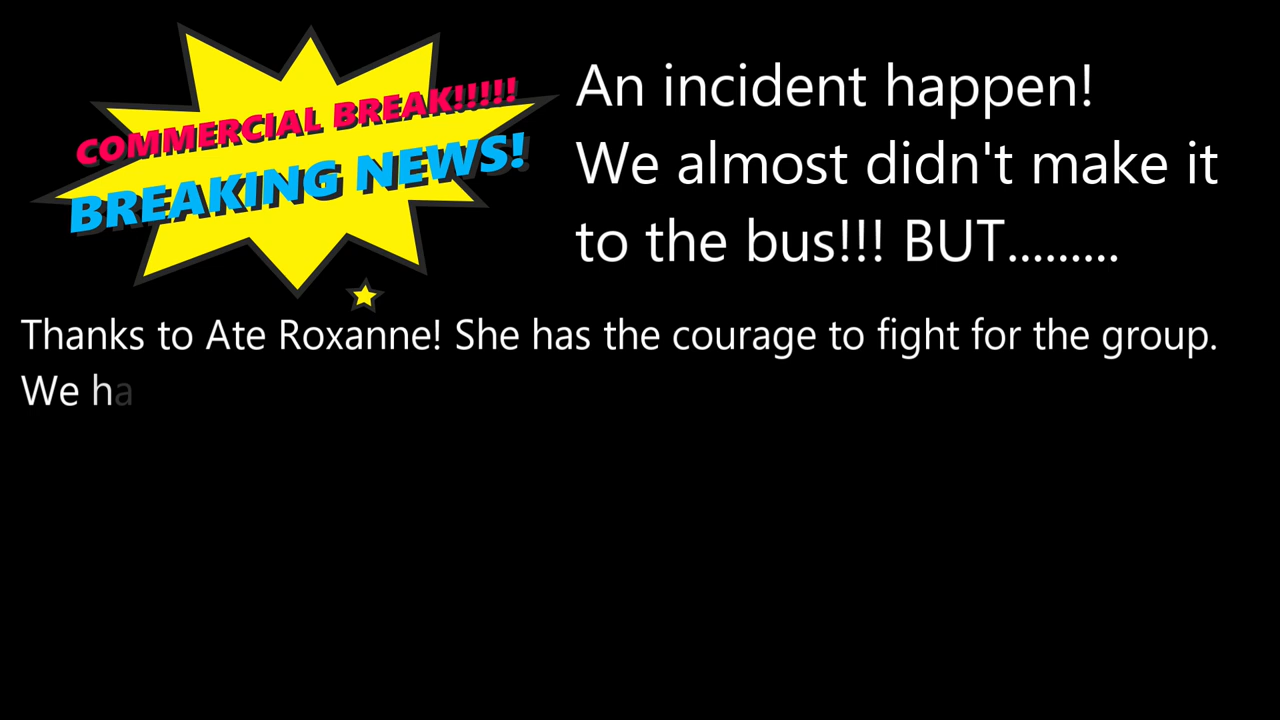 COMMERCIAL BREAK!!!!!
BREAKING NEWS!
An incident happen!
We almost didn't make it
to the bus!!! BUT.........
Thanks to Ate Roxanne! She has the courage to fight for the group.
We ha